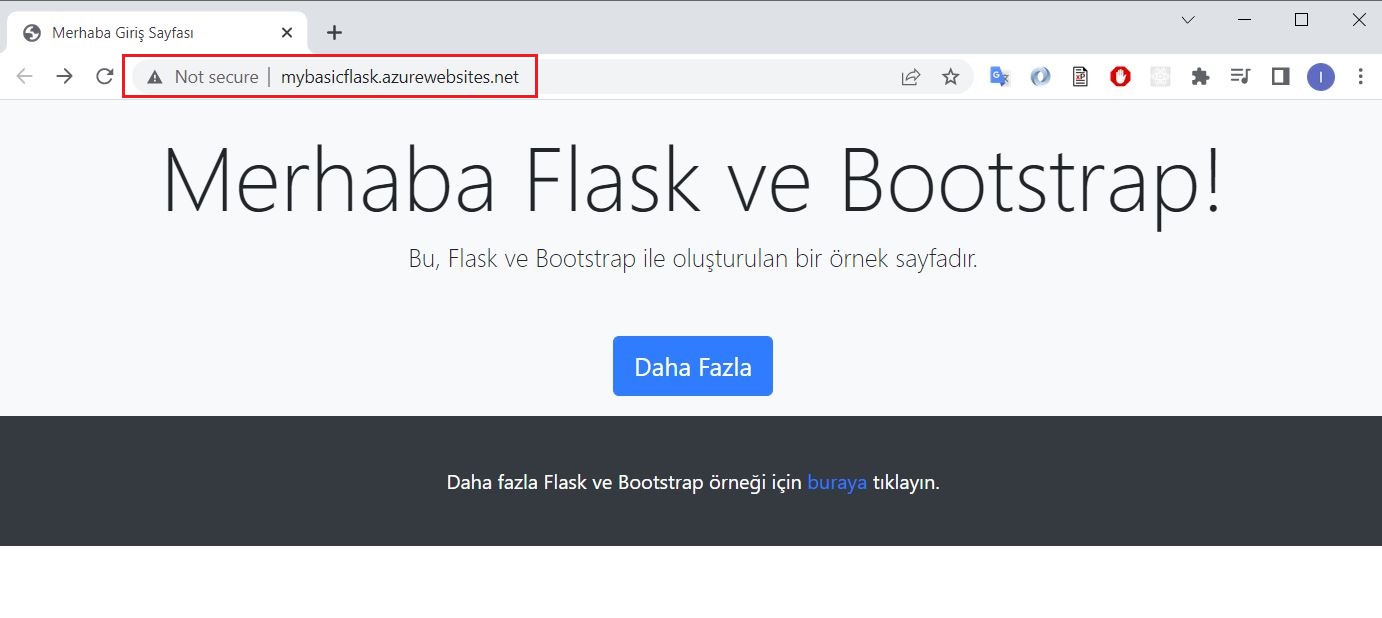 Merhaba Giriş Sayfası
Not secure | mybasicflask.azurewebsites.net
I
Merhaba Flask ve Bootstrap!
Bu, Flask ve Bootstrap ile oluşturulan bir örnek sayfadır.
Daha Fazla
Daha fazla Flask ve Bootstrap örneği için buraya tıklayın.